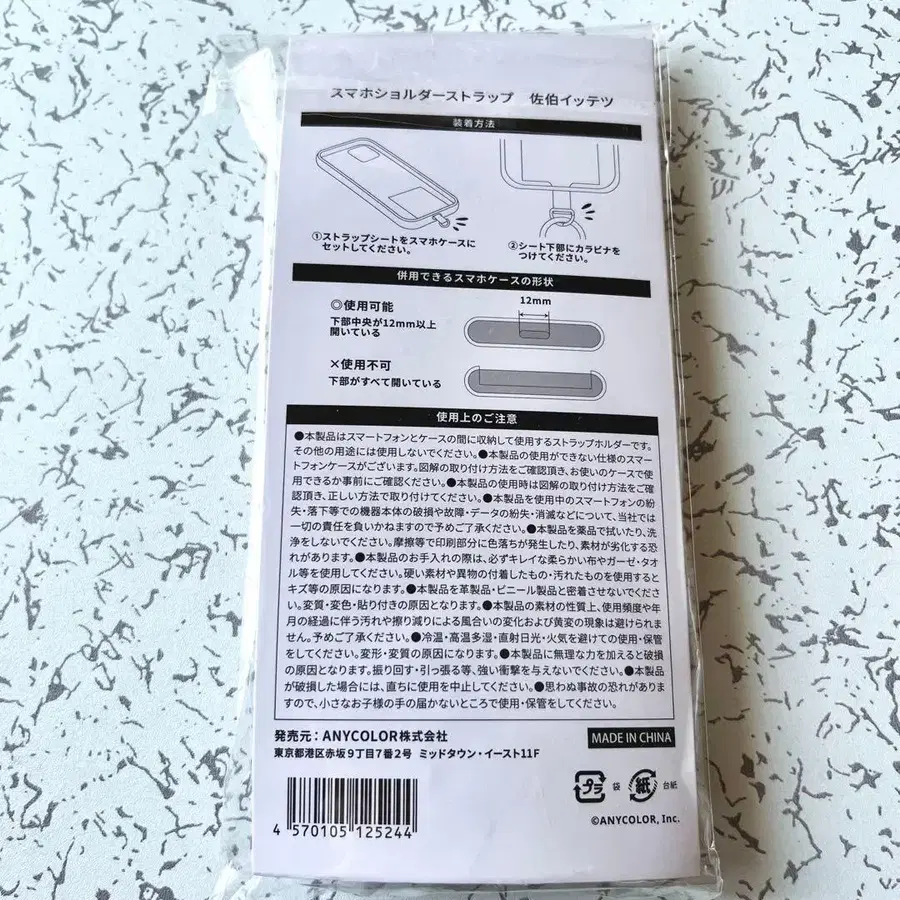 スマホショルダーストラップ　佐伯イッテツ
装着方法
①ストラップシートをスマホケースに
セットしてください。
②シート下部にカラビナを
つけてください。
併用できるスマホケースの形状
◎使用可能
下部中央が12mm以上
開いている
12mm
×使用不可
下部がすべて開いている
使用上のご注意
●本製品はスマートフォンとケースの間に収納して使用するストラップホルダーです。
その他の用途には使用しないでください。●本製品の使用ができない仕様のスマー
トフォンケースがございます。図解の取り付け方法をご確認頂き、お使いのケースで使
用できるか事前にご確認ください。●本製品の使用時は図解の取り付け方法をご確
認頂き、正しい方法で取り付けてください。●本製品を使用中のスマートフォンの紛
失・落下等での機器本体の破損や故障・データの紛失・消滅などについて、当社では
一切の責任を負いかねますので予めご了承ください。●本製品を薬品で拭いたり、洗
浄をしないでください。摩擦等で印刷部分に色落ちが発生したり、素材が劣化する恐
れがあります。●本製品のお手入れの際は、必ずキレイな柔らかい布やガーゼ・タオ
ル等を使用してください。硬い素材や異物の付着したもの・汚れたものを使用すると
キズ等の原因になります。●本製品を革製品・ビニール製品と密着させないでくださ
い。変質・変色・貼り付きの原因となります。●本製品の素材の性質上、使用頻度や年
月の経過に伴う汚れや擦り減りによる風合いの変化および黄変の現象は避けられま
せん。予めご了承ください。●冷温・高温多湿・直射日光・火気を避けての使用・保管
をしてください。変形・変質の原因になります。●本製品に無理な力を加えると破損
の原因となります。振り回す・引っ張る等、強い衝撃を与えないでください。●本製品
が破損した場合には、直ちに使用を中止してください。●思わぬ事故の恐れがありま
すので、小さなお子様の手の届かないところで使用・保管をしてください。
発売元：ANYCOLOR株式会社
東京都港区赤坂9丁目7番2号 ミッドタウン・イースト11F
MADE IN CHINA
4 570105 125244
プラ 袋 紙 台紙
©ANYCOLOR, Inc.